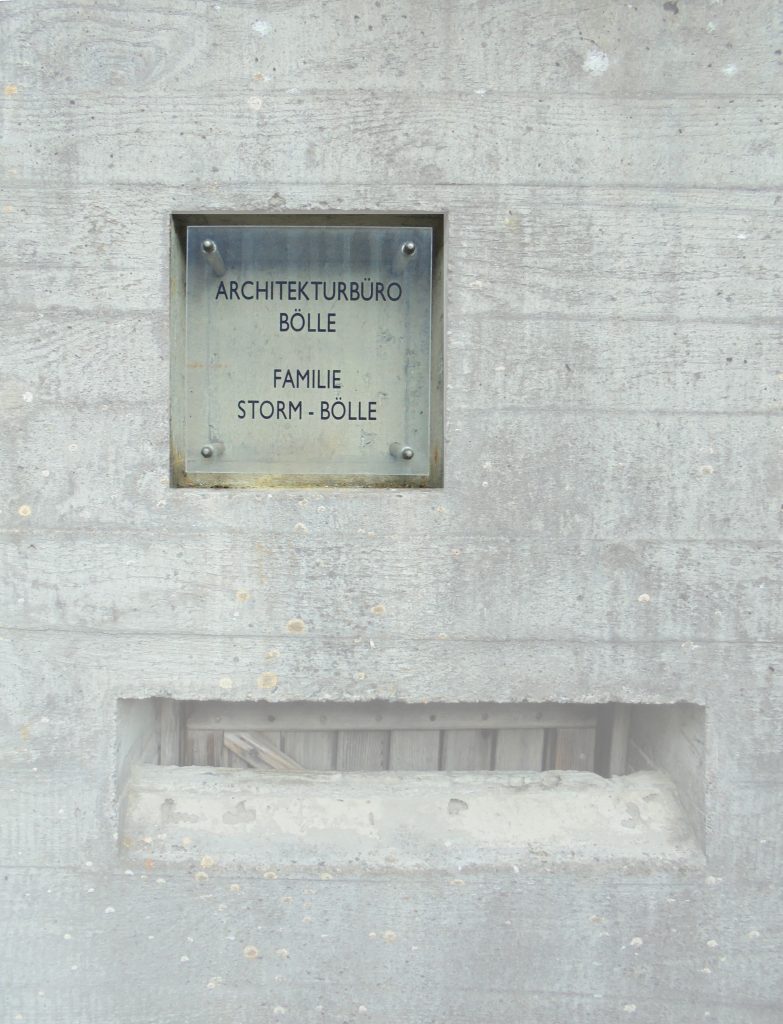 ARCHITEKTURBÜRO
BÖLLE
FAMILIE
STORM - BÖLLE